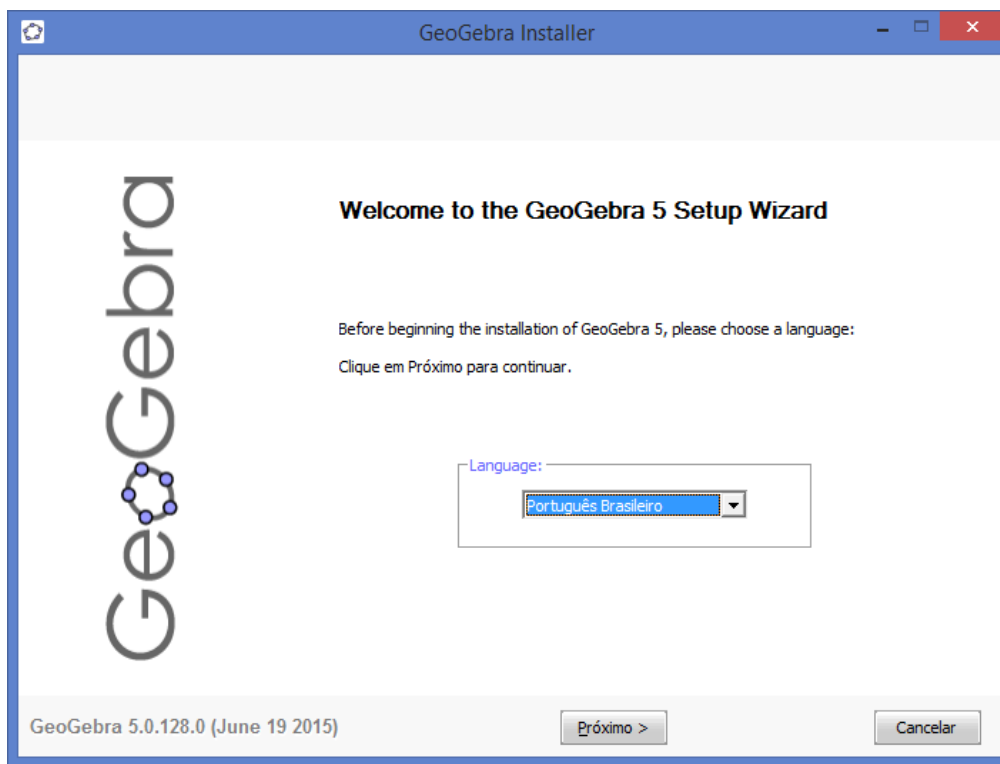 GeoGebra Installer
GeoGebra
Welcome to the GeoGebra 5 Setup Wizard
Before beginning the installation of GeoGebra 5, please choose a language:
Clique em Próximo para continuar.
Language:
Português Brasileiro
GeoGebra 5.0.128.0 (June 19 2015)
Próximo >
Cancelar